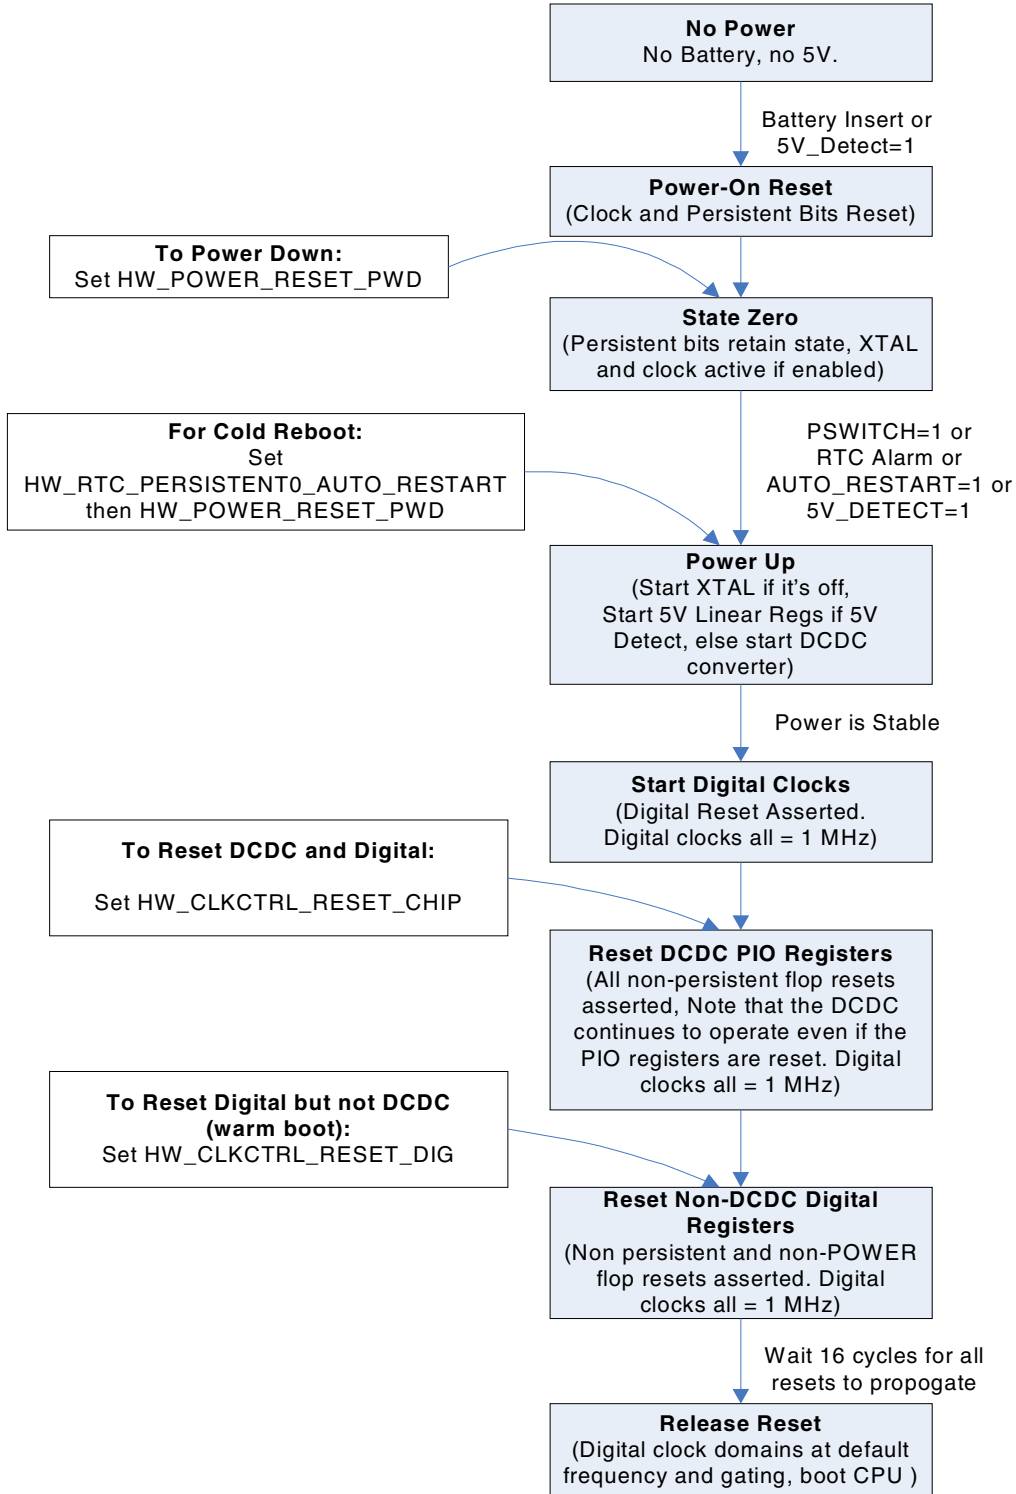 No Power
No Battery, no 5V.
Battery Insert or
5V_Detect=1
Power-On Reset
(Clock and Persistent Bits Reset)
To Power Down:
Set HW_POWER_RESET_PWD
State Zero
(Persistent bits retain state, XTAL
and clock active if enabled)
For Cold Reboot:
Set
HW_RTC_PERSISTENT0_AUTO_RESTART
then HW_POWER_RESET_PWD
PSWITCH=1 or
RTC Alarm or
AUTO_RESTART=1 or
5V_DETECT=1
Power Up
(Start XTAL if it's off,
Start 5V Linear Regs if 5V
Detect, else start DCDC
converter)
Power is Stable
Start Digital Clocks
(Digital Reset Asserted.
Digital clocks all = 1 MHz)
To Reset DCDC and Digital:
Set HW_CLKCTRL_RESET_CHIP
Reset DCDC PIO Registers
(All non-persistent flop resets
asserted, Note that the DCDC
continues to operate even if the
PIO registers are reset. Digital
clocks all = 1 MHz)
To Reset Digital but not DCDC
(warm boot):
Set HW_CLKCTRL_RESET_DIG
Reset Non-DCDC Digital
Registers
(Non persistent and non-POWER
flop resets asserted. Digital
clocks all = 1 MHz)
Wait 16 cycles for all
resets to propogate
Release Reset
(Digital clock domains at default
frequency and gating, boot CPU )